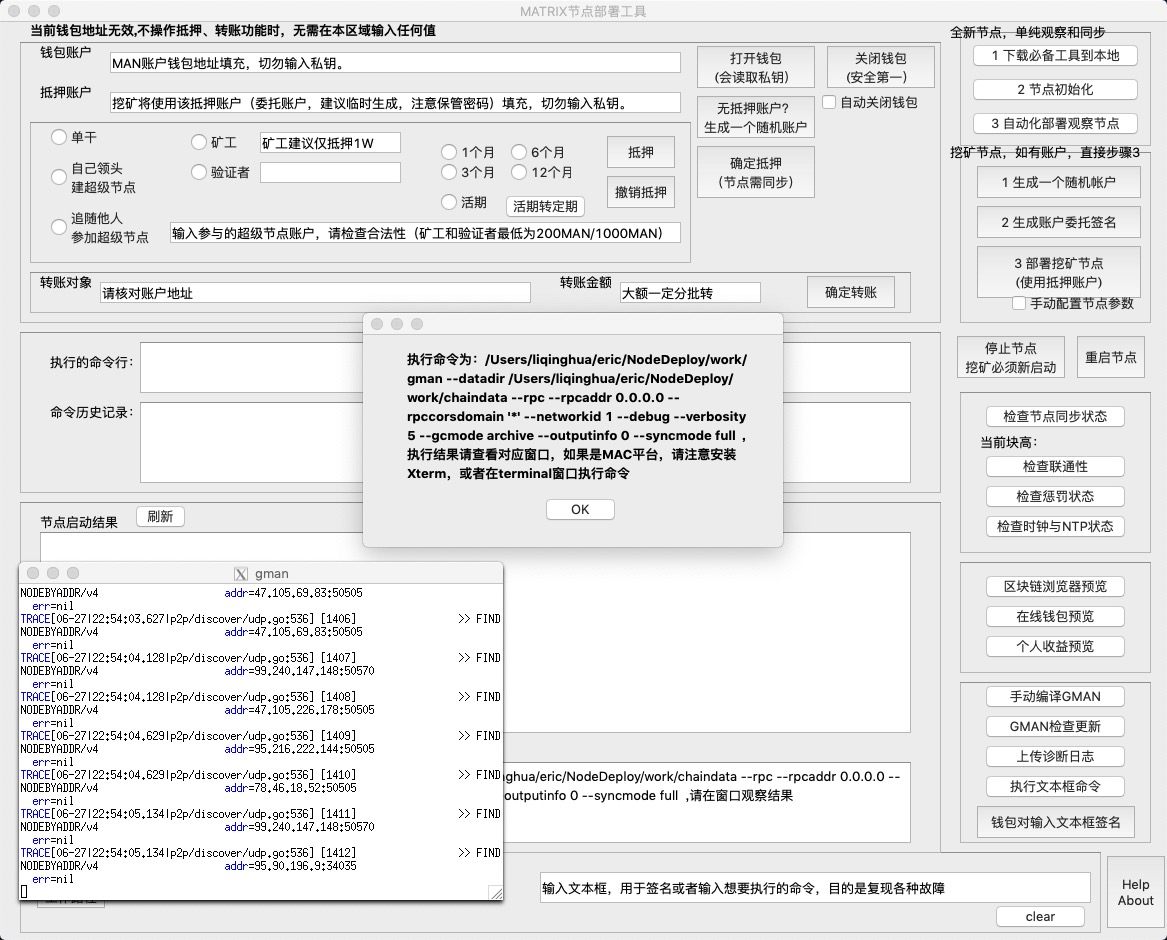 MATRIX节点部署工具
当前钱包地址无效,不操作抵押、转账功能时，无需在本区域输入任何值
钱包账户
MAN账户钱包地址填充，切勿输入私钥。
抵押账户
挖矿将使用该抵押账户（委托账户，建议临时生成，注意保管密码）填充，切勿输入私钥。
打开钱包
(会读取私钥)
关闭钱包
(安全第一)
无抵押账户?
生成一个随机账户
自动关闭钱包
确定抵押
(节点需同步)
单干
自己领头
建超级节点
追随他人
参加超级节点
矿工
矿工建议仅抵押1W
验证者
1个月
6个月
3个月
12个月
活期
活期转定期
抵押
撤销抵押
输入参与的超级节点账户，请检查合法性（矿工和验证者最低为200MAN/1000MAN）
转账对象
请核对账户地址
转账金额
大额一定分批转
确定转账
全新节点，单纯观察和同步
1 下载必备工具到本地
2 节点初始化
3 自动化部署观察节点
挖矿节点，如有账户，直接步骤3
1 生成一个随机帐户
2 生成账户委托签名
3 部署挖矿节点
(使用抵押账户)
手动配置节点参数
停止节点
挖矿必须新启动
重启节点
执行的命令行:
命令历史记录:
执行命令为：/Users/liqinghua/eric/NodeDeploy/work/
gman --datadir /Users/liqinghua/eric/NodeDeploy/
work/chaindata --rpc --rpcaddr 0.0.0.0 --
rpccorsdomain '*' --networkid 1 --debug --verbosity
5 --gcmode archive --outputinfo 0 --syncmode full ，
执行结果请查看对应窗口，如果是MAC平台，请注意安装
Xterm，或者在terminal窗口执行命令
OK
检查节点同步状态
当前块高：
检查联通性
检查惩罚状态
检查时钟与NTP状态
节点启动结果
刷新
区块链浏览器预览
在线钱包预览
个人收益预览
手动编译GMAN
GMAN检查更新
上传诊断日志
执行文本框命令
钱包对输入文本框签名
gman
NODEBYADDR/v4 addr=47.105.69.83:50505
err=nil
TRACE[06-27|22:54:03.627|p2p/discover/udp.go:536] [1406] >> FIND
NODEBYADDR/v4 addr=47.105.69.83:50505
err=nil
TRACE[06-27|22:54:04.128|p2p/discover/udp.go:536] [1407] >> FIND
NODEBYADDR/v4 addr=99.240.147.148:50570
err=nil
TRACE[06-27|22:54:04.128|p2p/discover/udp.go:536] [1408] >> FIND
NODEBYADDR/v4 addr=47.105.226.178:50505
err=nil
TRACE[06-27|22:54:04.629|p2p/discover/udp.go:536] [1409] >> FIND
NODEBYADDR/v4 addr=95.216.222.144:50505
err=nil
TRACE[06-27|22:54:04.629|p2p/discover/udp.go:536] [1410] >> FIND
NODEBYADDR/v4 addr=78.46.18.52:50505
err=nil
TRACE[06-27|22:54:05.134|p2p/discover/udp.go:536] [1411] >> FIND
NODEBYADDR/v4 addr=99.240.147.148:50570
err=nil
TRACE[06-27|22:54:05.134|p2p/discover/udp.go:536] [1412] >> FIND
NODEBYADDR/v4 addr=95.90.196.9:34035
err=nil
nghua/eric/NodeDeploy/work/chaindata --rpc --rpcaddr 0.0.0.0 --
outputinfo 0 --syncmode full ,请在窗口观察结果
输入文本框，用于签名或者输入想要执行的命令，目的是复现各种故障
clear
Help
About